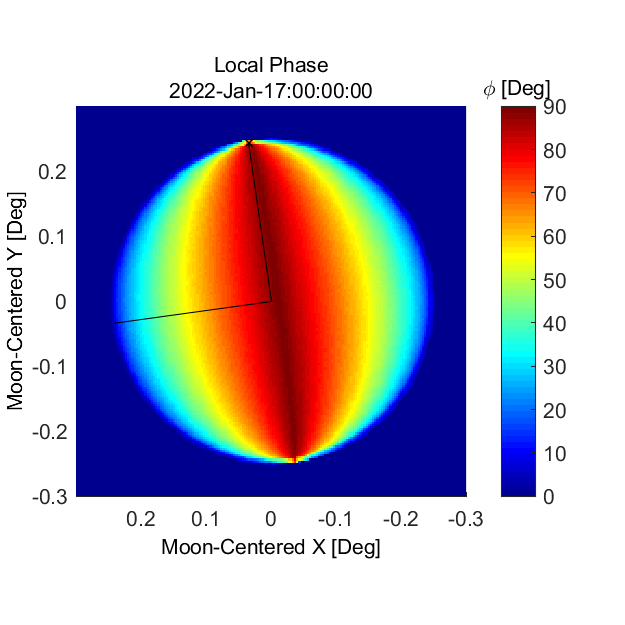 Local Phase
2022-Jan-17:00:00:00:00
ϕ [Deg]
90
80
70
60
50
40
30
20
10
0
Moon-Centered Y [Deg]
0.2
0.1
0
-0.1
-0.2
-0.3
0.2 0.1 0 -0.1 -0.2 -0.3
Moon-Centered X [Deg]